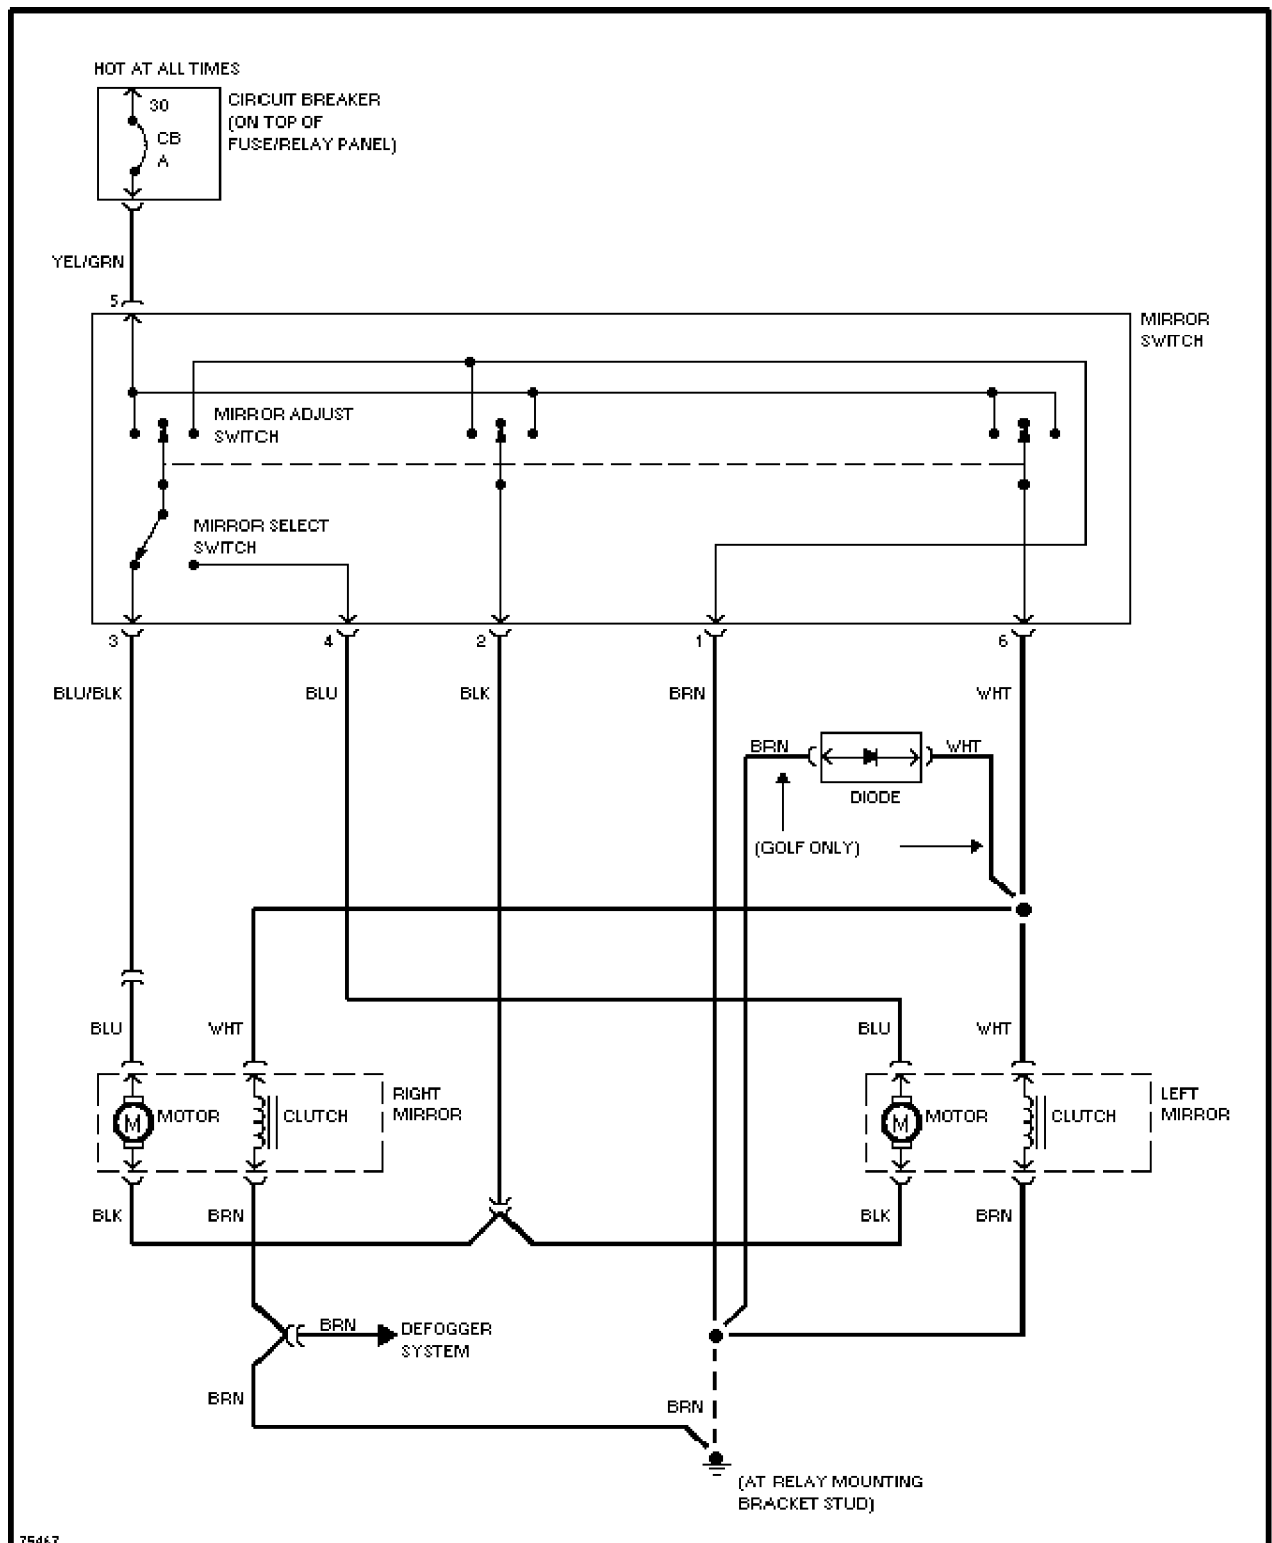 HOT AT ALL TIMES
30
CB
A
CIRCUIT BREAKER
(ON TOP OF
FUSE/RELAY PANEL)
YEL/GRN
5
MIRROR
SWITCH
MIRROR ADJUST
SWITCH
MIRROR SELECT
SWITCH
3
4
2
1
6
BLU/BLK
BLU
BLK
BRN
WHT
BRN
WHT
DIODE
(GOLF ONLY)
BLU
WHT
BLU
WHT
M
MOTOR
CLUTCH
RIGHT
MIRROR
M
MOTOR
CLUTCH
LEFT
MIRROR
BLK
BRN
BLK
BRN
BRN
DEFOGGER
SYSTEM
BRN
BRN
(AT RELAY MOUNTING
BRACKET STUD)
75467